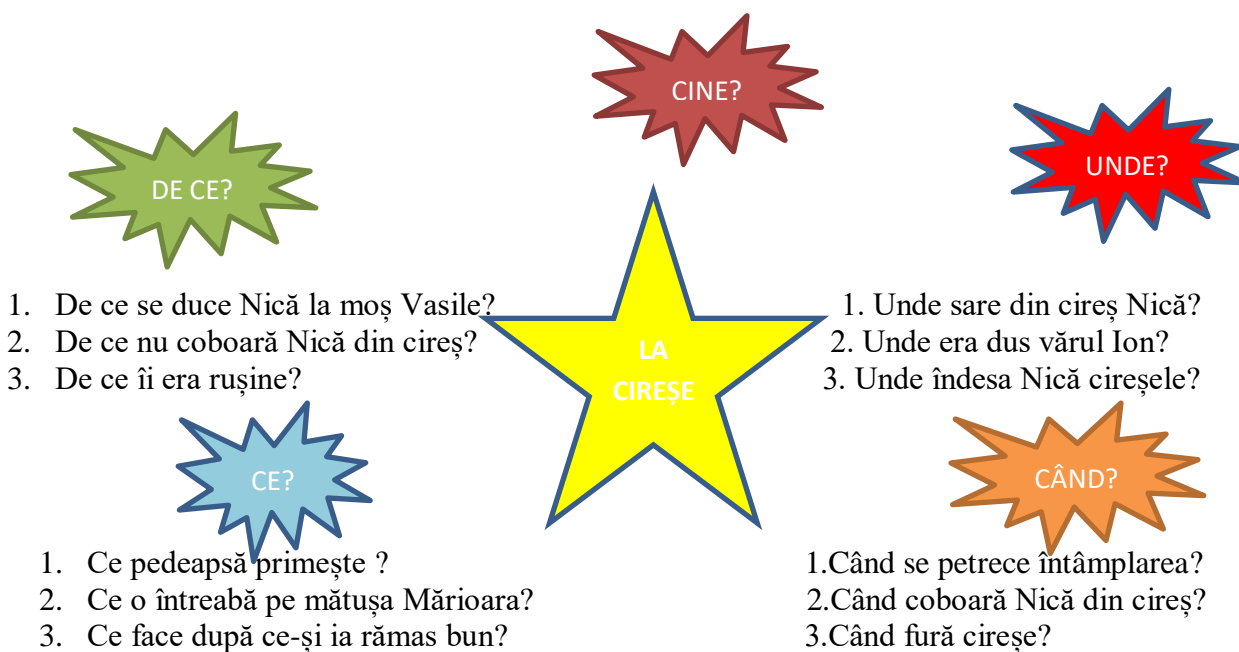 CINE?
DE CE?
UNDE?
1. De ce se duce Nică la moș Vasile?
2. De ce nu coboară Nică din cireș?
3. De ce îi era rușine?
LA
CIREȘE
1. Unde sare din cireș Nică?
2. Unde era dus vărul Ion?
3. Unde îndesa Nică cireșele?
CE?
1. Ce pedeapsă primește ?
2. Ce o întreabă pe mătușa Mărioara?
3. Ce face după ce-și ia rămas bun?
CÂND?
1.Când se petrece întâmplarea?
2.Când coboară Nică din cireș?
3.Când fură cireșe?